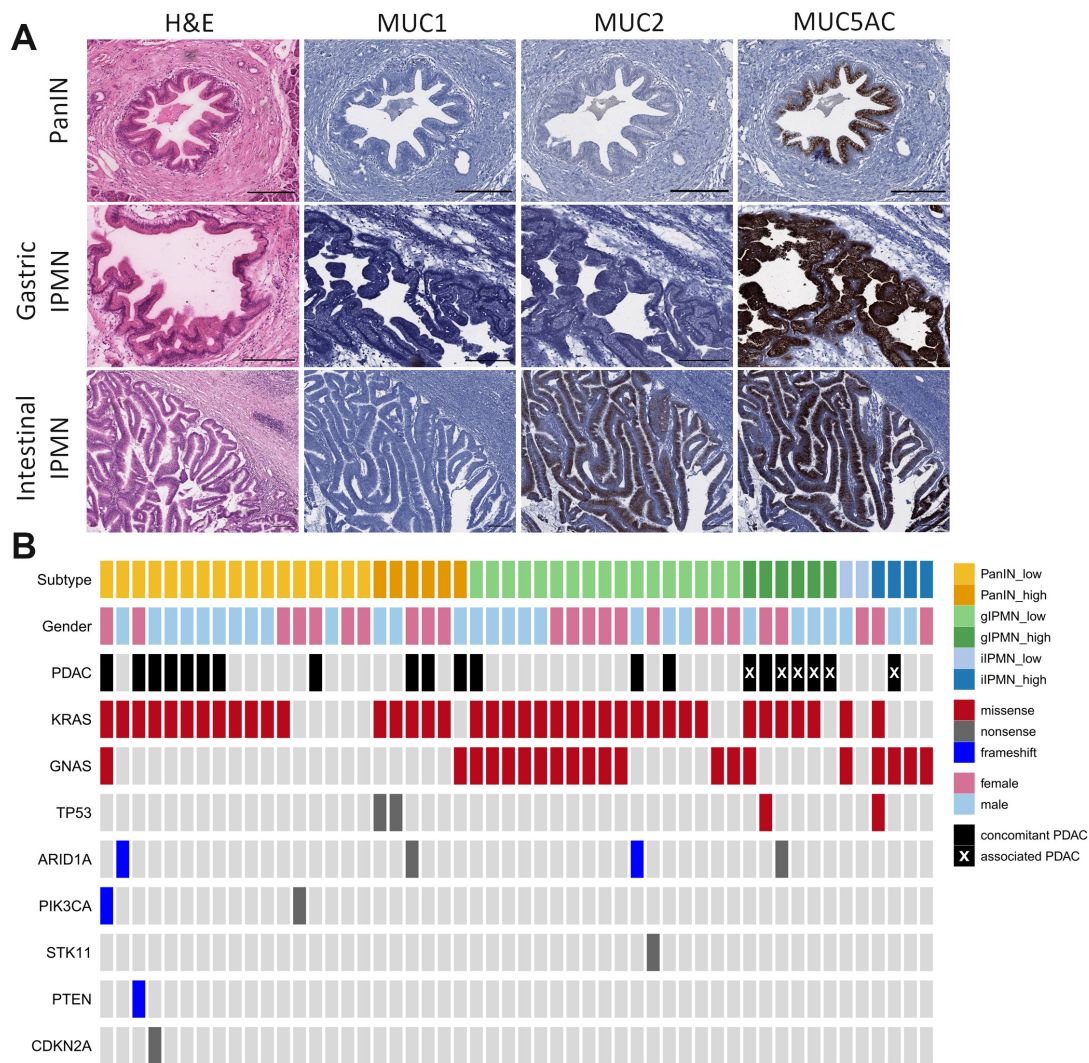 H&E MUC1 MUC2 MUC5AC
A
PanIN
Gastric
IPMN
Intestinal
IPMN
B
Subtype
Gender
PDAC
X X X X X X
KRAS
GNAS
TP53
ARID1A
PIK3CA
STK11
PTEN
CDKN2A
PanIN_low
PanIN_high
gIPMN_low
gIPMN_high
iIPMN_low
iIPMN_high
missense
nonsense
frameshift
female
male
concomitant PDAC
X associated PDAC